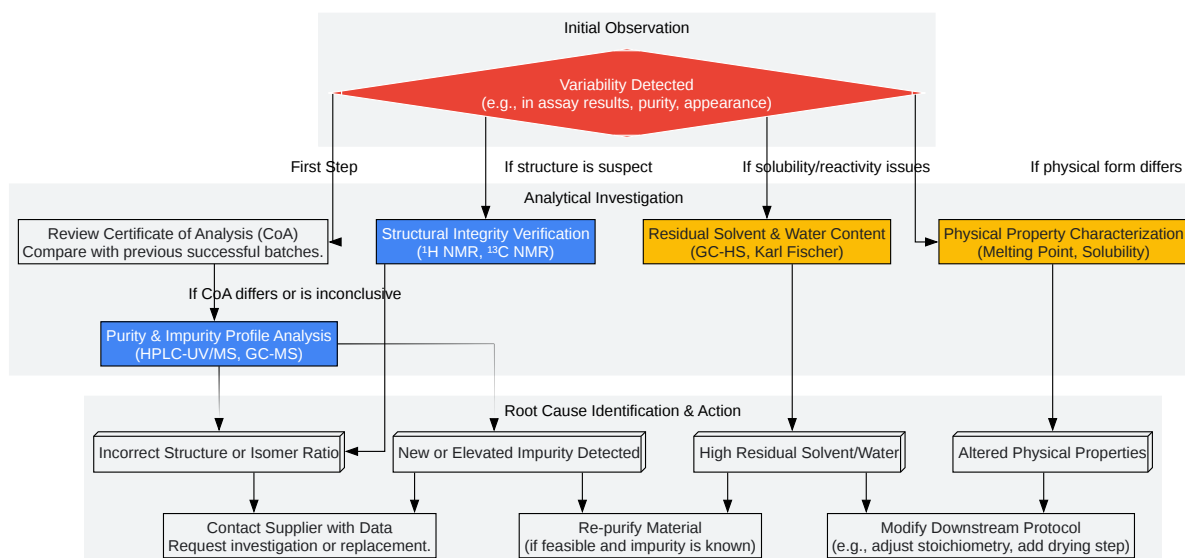 Initial Observation
Variability Detected
(e.g., in assay results, purity, appearance)
First Step
If structure is suspect
If solubility/reactivity issues
If physical form differs
Analytical Investigation
Review Certificate of Analysis (CoA)
Compare with previous successful batches.
Structural Integrity Verification
(¹H NMR, ¹³C NMR)
Residual Solvent & Water Content
(GC-HS, Karl Fischer)
Physical Property Characterization
(Melting Point, Solubility)
If CoA differs or is inconclusive
Purity & Impurity Profile Analysis
(HPLC-UV/MS, GC-MS)
Root Cause Identification & Action
Incorrect Structure or Isomer Ratio
New or Elevated Impurity Detected
High Residual Solvent/Water
Altered Physical Properties
Contact Supplier with Data
Request investigation or replacement.
Re-purify Material
(if feasible and impurity is known)
Modify Downstream Protocol
(e.g., adjust stoichiometry, add drying step)